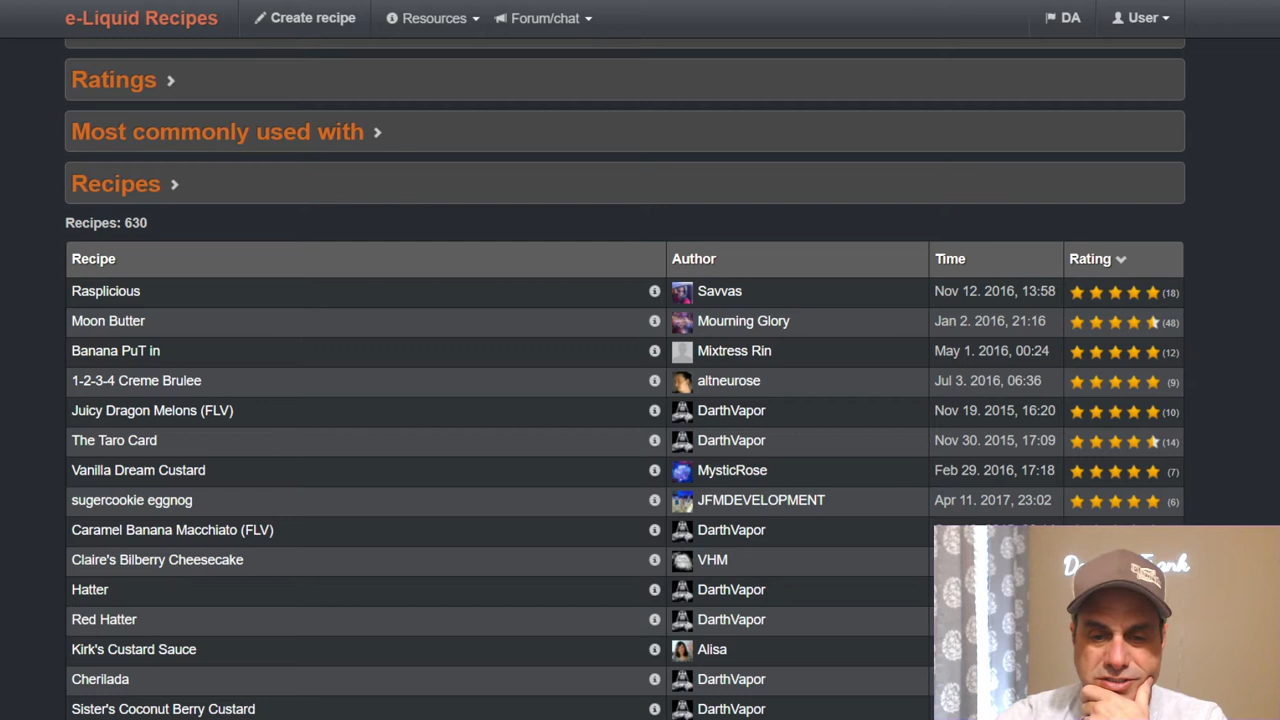 e-Liquid Recipes Create recipe Resources Forum/chat DA User
Ratings
Most commonly used with
Recipes
Recipes: 630
Recipe Author Time Rating
Rasplicious Savvas Nov 12. 2016, 13:58 (18)
Moon Butter Mourning Glory Jan 2. 2016, 21:16 (48)
Banana PuT in Mixtress Rin May 1. 2016, 00:24 (12)
1-2-3-4 Creme Brulee altneurose Jul 3. 2016, 06:36 (9)
Juicy Dragon Melons (FLV) DarthVapor Nov 19. 2015, 16:20 (10)
The Taro Card DarthVapor Nov 30. 2015, 17:09 (14)
Vanilla Dream Custard MysticRose Feb 29. 2016, 17:18 (7)
sugercookie eggnog JFMDEVELOPMENT Apr 11. 2017, 23:02 (6)
Caramel Banana Macchiato (FLV) DarthVapor
Claire's Bilberry Cheesecake VHM
Hatter DarthVapor
Red Hatter DarthVapor
Kirk's Custard Sauce Alisa
Cherilada DarthVapor
Sister's Coconut Berry Custard DarthVapor